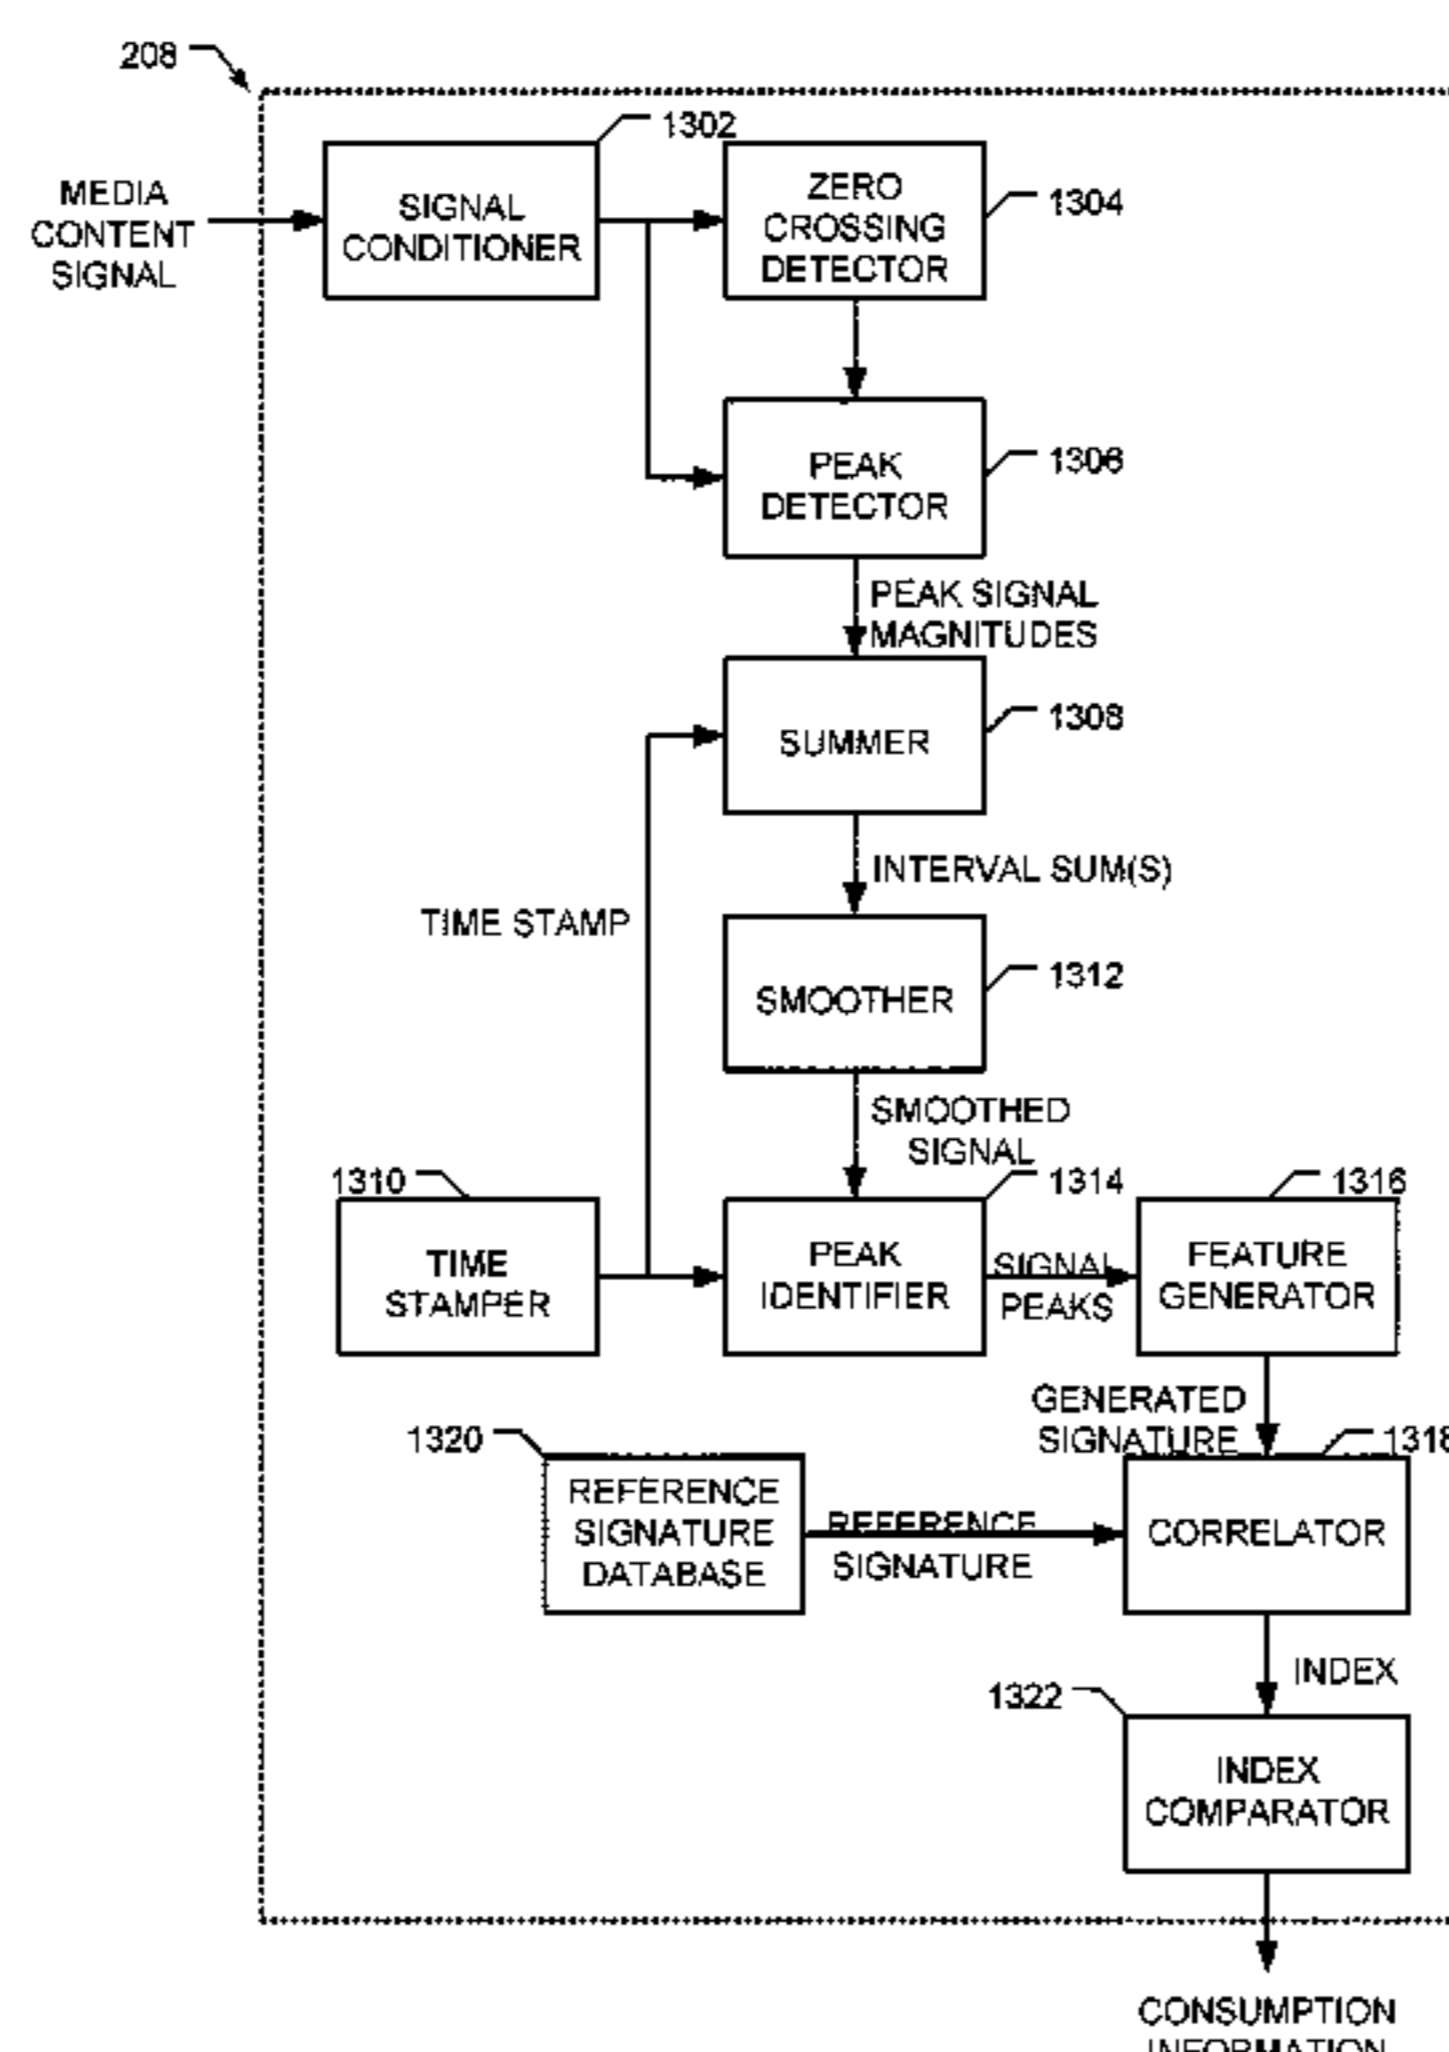 208
1302
MEDIA
CONTENT
SIGNAL
SIGNAL
CONDITIONER
ZERO
CROSSING
DETECTOR
1304
PEAK
DETECTOR
1306
PEAK SIGNAL
MAGNITUDES
SUMMER
1308
INTERVAL SUM(S)
TIME STAMP
SMOOTHER
1312
SMOOTHED
SIGNAL
1310
1314
1316
TIME
STAMPER
PEAK
IDENTIFIER
SIGNAL
PEAKS
FEATURE
GENERATOR
GENERATED
SIGNATURE
1320
1318
REFERENCE
SIGNATURE
DATABASE
REFERENCE
SIGNATURE
CORRELATOR
INDEX
1322
INDEX
COMPARATOR
CONSUMPTION
INFORMATION